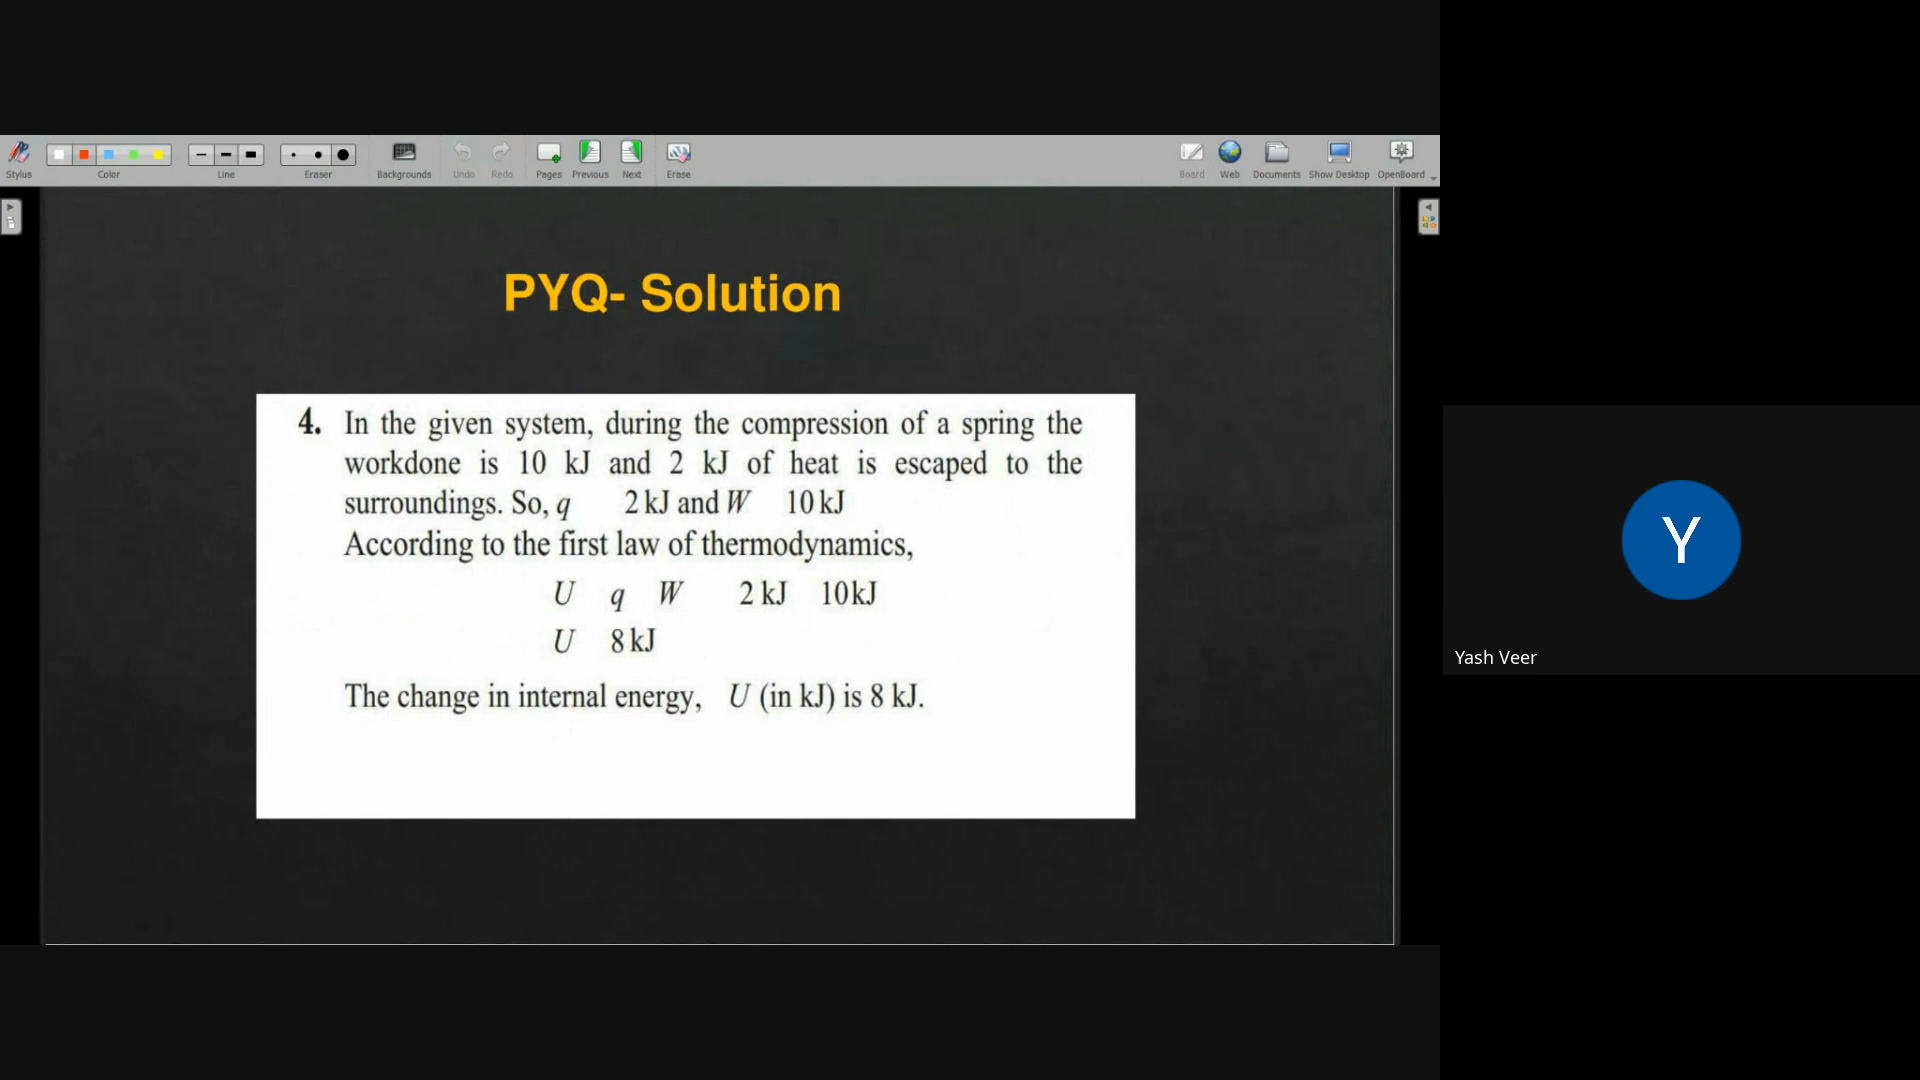 Stylus
Color
Line
Eraser
Backgrounds
Undo
Redo
Pages
Previous
Next
Erase
Board
Web
Documents
Show Desktop
OpenBoard
PYQ- Solution
4. In the given system, during the compression of a spring the
workdone is 10 kJ and 2 kJ of heat is escaped to the
surroundings. So, q 2 kJ and W 10 kJ
According to the first law of thermodynamics,
U q W 2 kJ 10 kJ
U 8 kJ
The change in internal energy, U (in kJ) is 8 kJ.
Y
Yash Veer